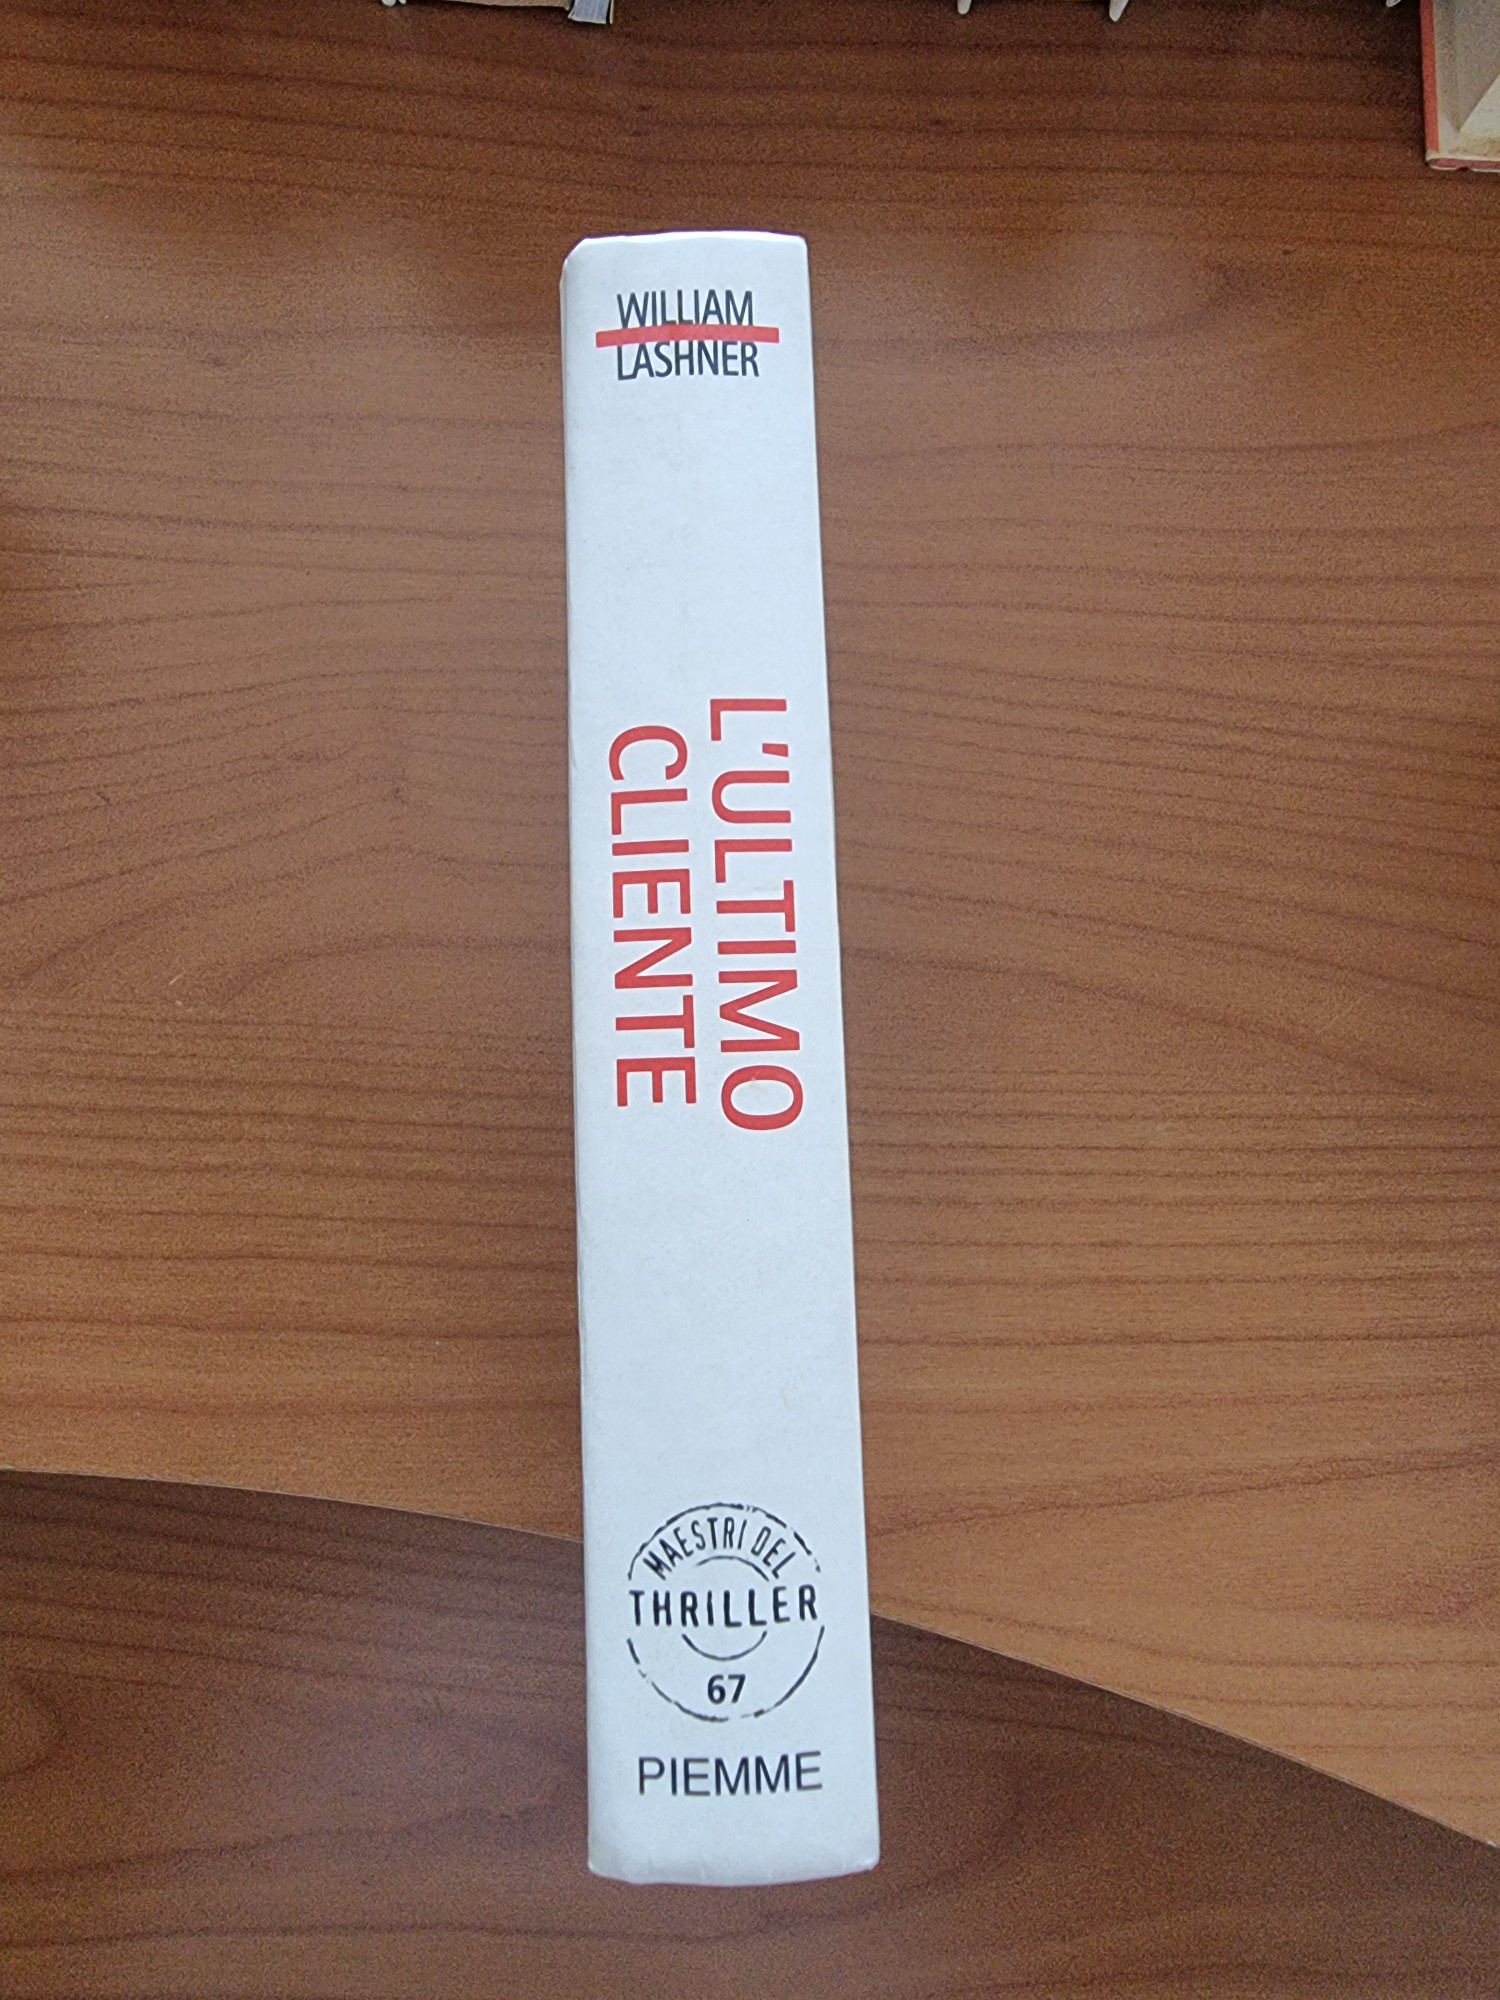 WILLIAM
LASHNER
L'ULTIMO
CLIENTE
MAESTRI DEL
THRILLER
67
PIEMME